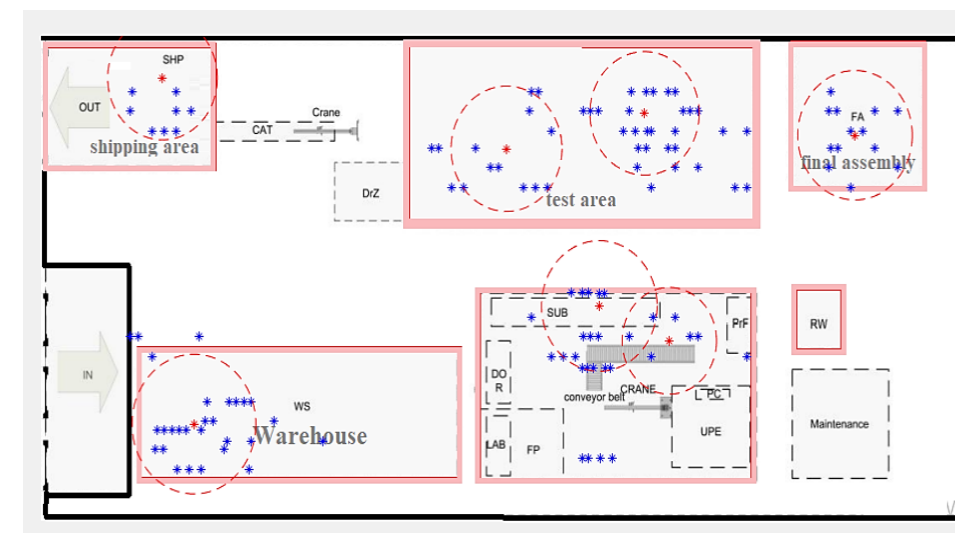 SHP
OUT
shipping area
Crane
CAT
DrZ
test area
FA
final assembly
SUB
PrF
RW
IN
DO
R
CRANE
conveyor belt
PC
WS
Warehouse
LAB
FP
UPE
Maintenance